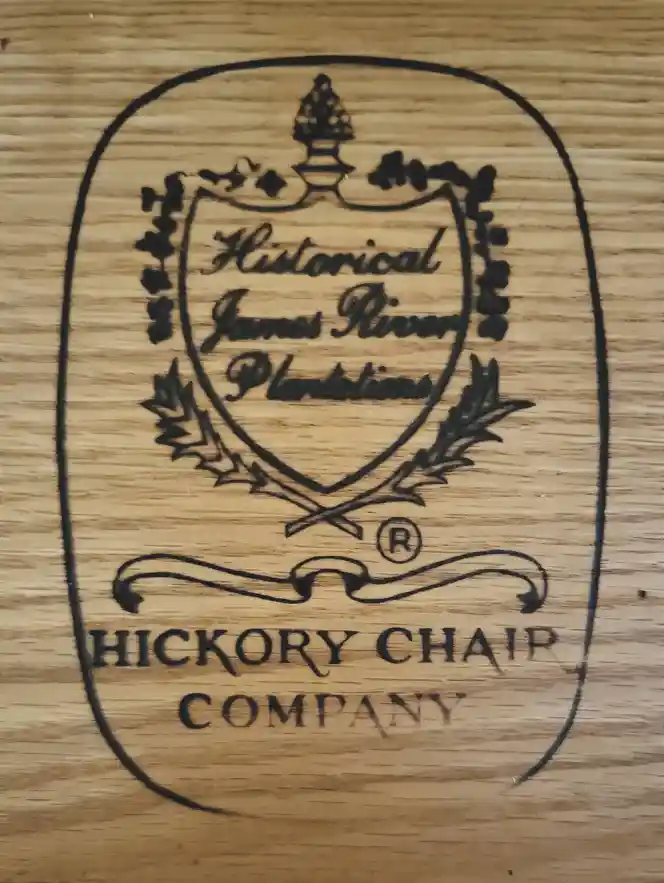 Historical
James River
Plantations
®
HICKORY CHAIR
COMPANY